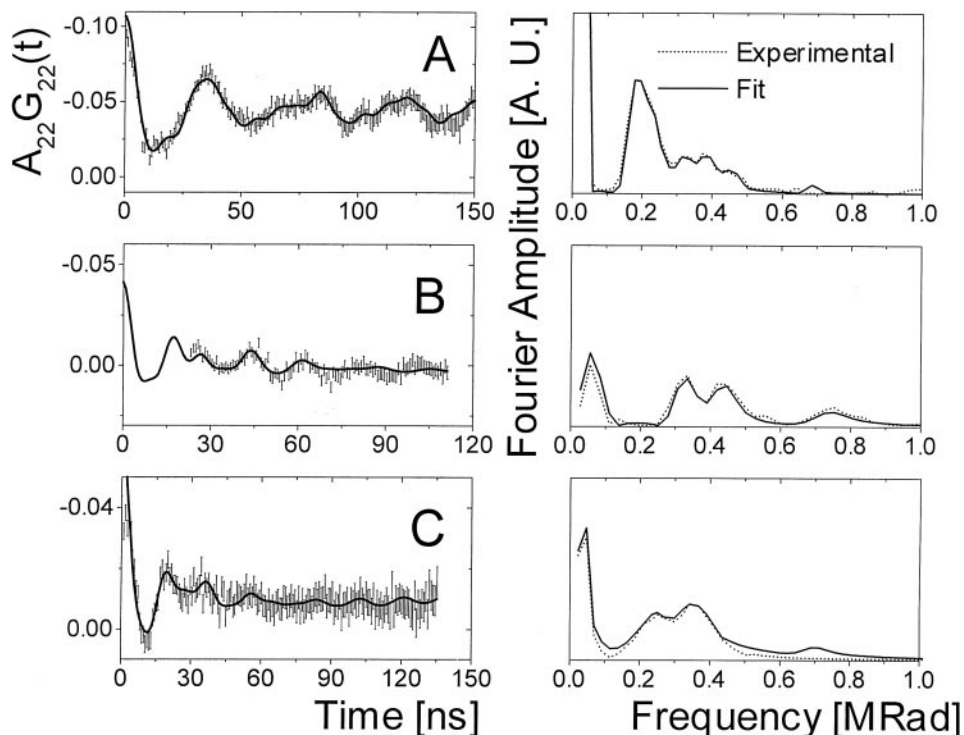 A₂₂G₂₂(t)
-0.10
-0.05
0.00
A
0 50 100 150
-0.05
0.00
B
0 30 60 90 120
-0.04
0.00
C
0 30 60 90 120 150
Time [ns]
Fourier Amplitude [A. U.]
Experimental
Fit
0.0 0.2 0.4 0.6 0.8 1.0
0.0 0.2 0.4 0.6 0.8 1.0
0.0 0.2 0.4 0.6 0.8 1.0
Frequency [MRad]